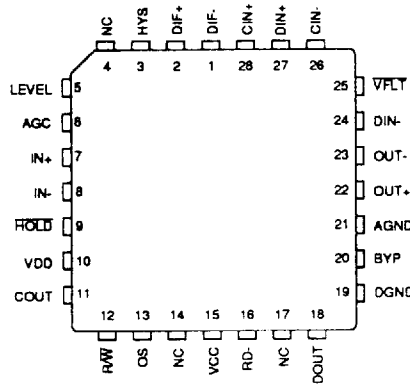 NC HYS DIF+ DIF- CIN+ DIN+ CIN-
4 3 2 1 28 27 26
LEVEL 5 25 VFLT
AGC 6 24 DIN-
IN+ 7 23 OUT-
IN- 8 22 OUT+
HOLD 9 21 AGND
VDD 10 20 BYP
COUT 11 19 DGND
12 13 14 15 16 17 18
R/W OS NC VCC RD- NC DOUT